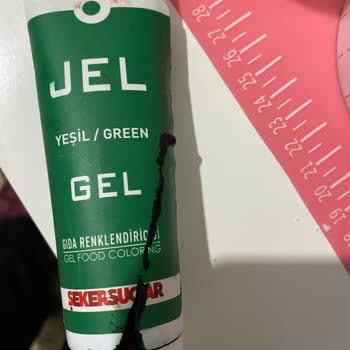 JEL
YEŞİL / GREEN
GEL
GIDA RENKLENDİRİCİSİ
GEL FOOD COLORING
28
27
26
25
24
23
22
21
20
19